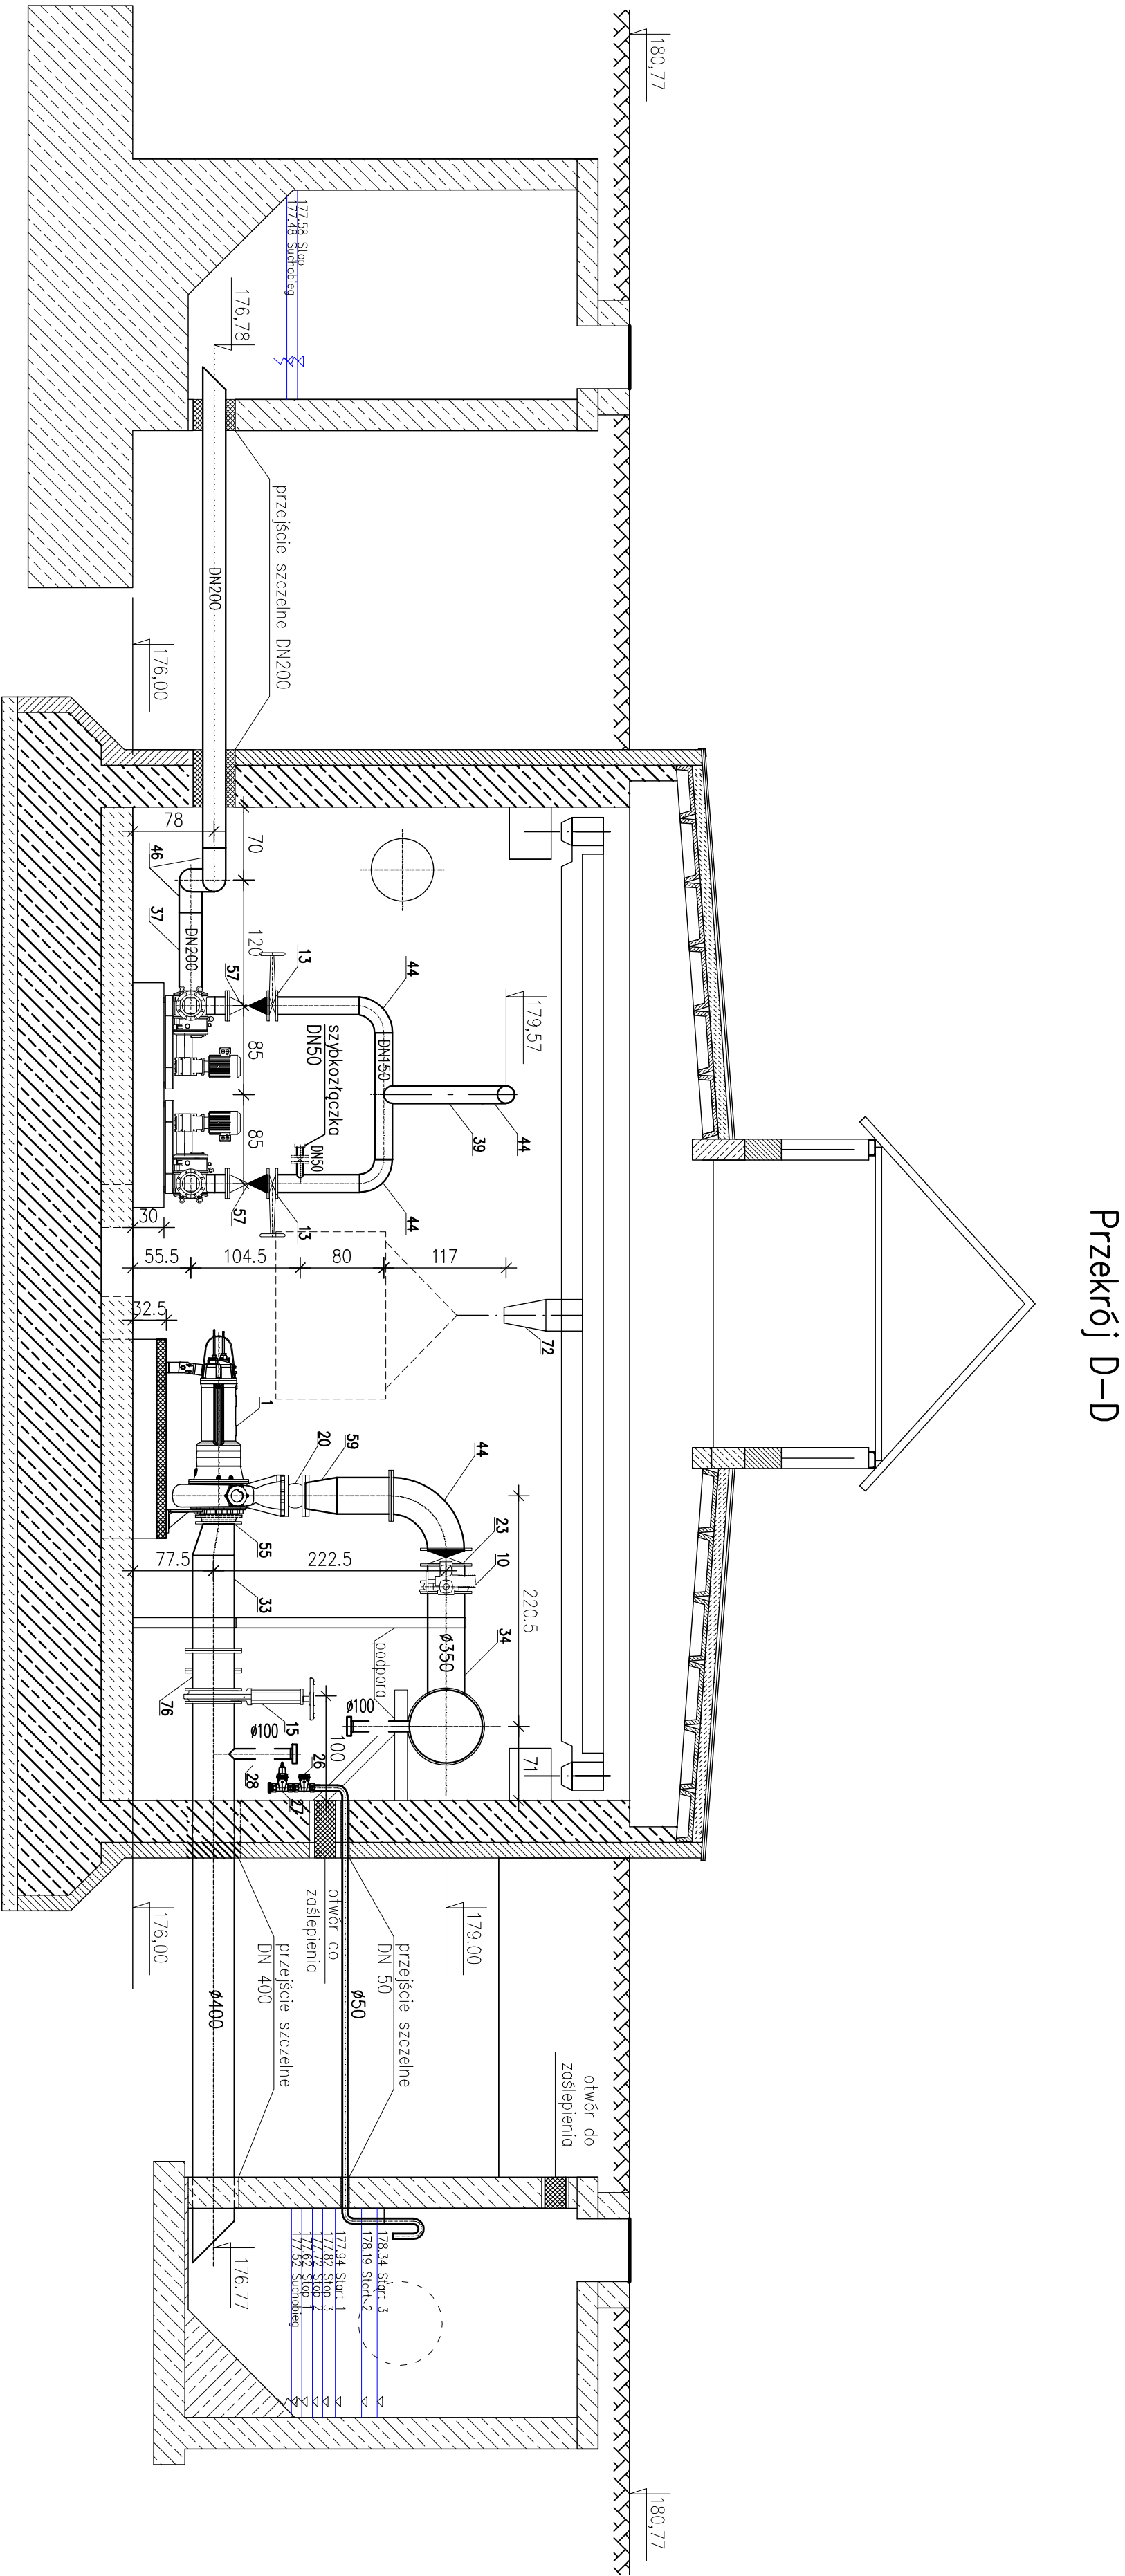 Przekrój D-D
180,77
177.58 Stop
177.48 Suchobieg
176,78
DN200
przejście szczelne DN200
176,00
78
70
46
37
DN200
120
57
13
44
179,57
85
szybkozłączka
DN50
DN150
39
44
DN50
85
57
13
44
30
55.5
104.5
80
117
32.5
72
1
20
59
44
55
77.5
222.5
23
10
220.5
33
ø350
34
podpora
76
15
ø100
ø100
100
28
26
27
71
176,00
otwór do
zaślepienia
179.00
przejście szczelne
DN 400
przejście szczelne
DN 50
ø400
ø50
otwór do
zaślepienia
178.34 Start 3
178.19 Start 2
177.94 Start 1
177.82 Stop 3
177.72 Stop 2
177.62 Stop 1
177.52 Suchobieg
176.77
180,77